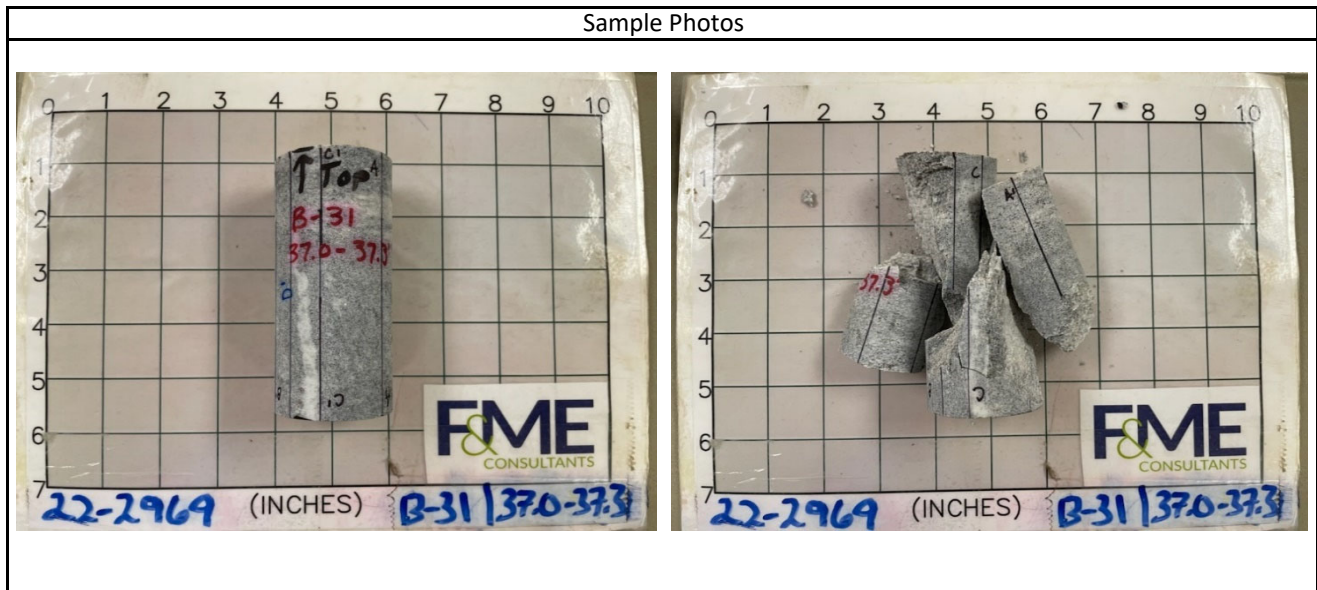 Sample Photos
0 1 2 3 4 5 6 7 8 9 10
1
2
3
4
5
6
7
C1
↑ Top A
B-31
37.0-37.3'
C1
F&ME
CONSULTANTS
22-2969 (INCHES) B-31 | 37.0-37.3
0 1 2 3 4 5 6 7 8 9 10
1
2
3
4
5
6
7
C
A
37.3'
C
F&ME
CONSULTANTS
22-2969 (INCHES) B-31 | 37.0-37.3